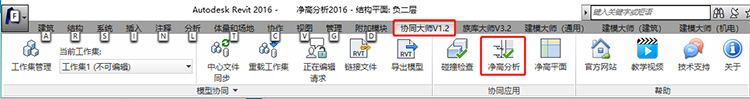 Autodesk Revit 2016 - 净高分析2016 - 结构平面: 负二层
键入关键字或短语
建筑 结构 系统 插入 注释 分析 体量和场地 协作 视图 管理 附加模块 协同大师V1.2 族库大师V3.2 建模大师（通用） 建模大师（建筑） 建模大师（机电）
A S R I N L T C V G D
当前工作集:
工作集1 (不可编辑)
工作集管理 中心文件同步 重载工作集 正在编辑请求 链接文件 导出模型 碰撞检查 净高分析 净高平面 官方网站 教学视频 技术支持 关于
RVT RVT
模型协同 协同应用 帮助